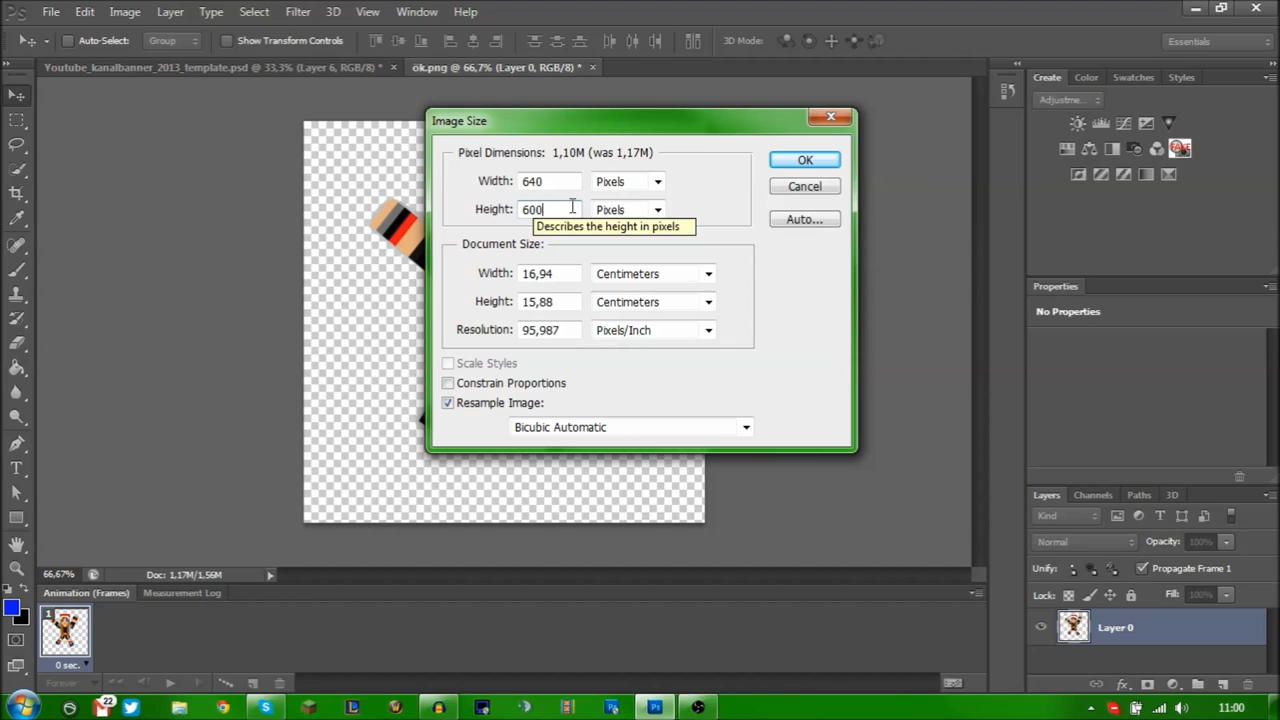 Ps File Edit Image Layer Type Select Filter 3D View Window Help
Auto-Select: Group Show Transform Controls 3D Mode: Essentials
Youtube_kanalbanner_2013_template.psd @ 33,3% (Layer 6, RGB/8) * × ök.png @ 66,7% (Layer 0, RGB/8) * ×
Create Color Swatches Styles
Adjustme...
Image Size
Pixel Dimensions: 1,10M (was 1,17M)
Width: 640 Pixels
Height: 600 Pixels
Describes the height in pixels
OK
Cancel
Auto...
Document Size:
Width: 16,94 Centimeters
Height: 15,88 Centimeters
Resolution: 95,987 Pixels/Inch
Scale Styles
Constrain Proportions
Resample Image:
Bicubic Automatic
FAKE
Properties
No Properties
Layers Channels Paths 3D
Kind
Normal Opacity: 100%
Unify: Propagate Frame 1
Lock: Fill: 100%
Layer 0
66,67% Doc: 1,17M/1,56M
Animation (Frames) Measurement Log
1
0 sec.
Forever
22
11:00